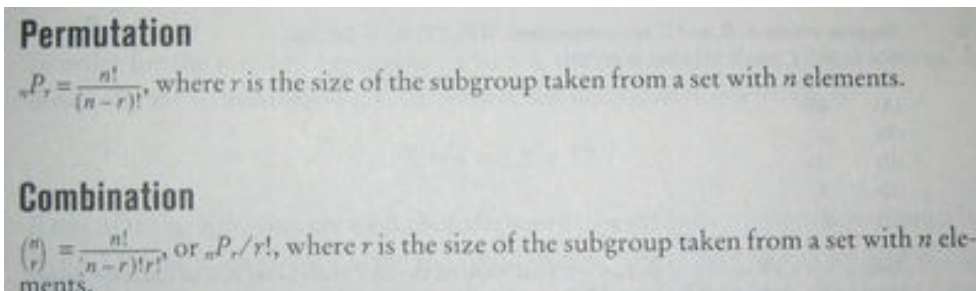 Permutation
ₙPᵣ = n!/(n − r)!, where r is the size of the subgroup taken from a set with n elements.
Combination
(n r) = n!/(n − r)!r!, or ₙPᵣ/r!, where r is the size of the subgroup taken from a set with n ele-
ments.